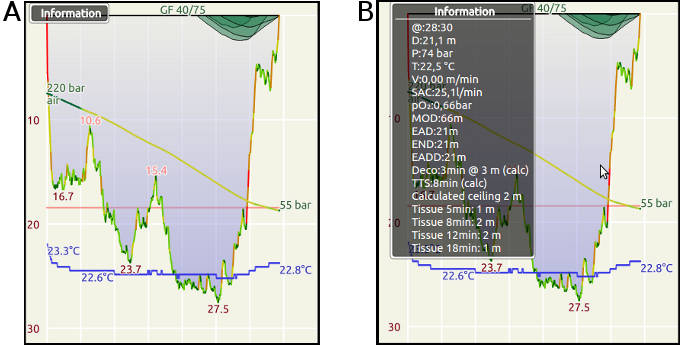 A
Information
GF 40/75
220 bar
air
10
10.6
15.4
16.7
55 bar
20
23.3°C
23.7
22.6°C
22.8°C
27.5
30
B
Information
GF 40/75
@:28:30
D:21,1 m
P:74 bar
T:22,5 °C
V:0,00 m/min
SAC:25,1l/min
pO₂:0,66bar
MOD:66m
EAD:21m
END:21m
EADD:21m
Deco:3min @ 3 m (calc)
TTS:8min (calc)
Calculated ceiling 2 m
Tissue 5min: 1 m
Tissue 8min: 2 m
Tissue 12min: 2 m
Tissue 18min: 1 m
220 bar
air
10
55 bar
20
23.7
22.6°C
22.8°C
27.5
30